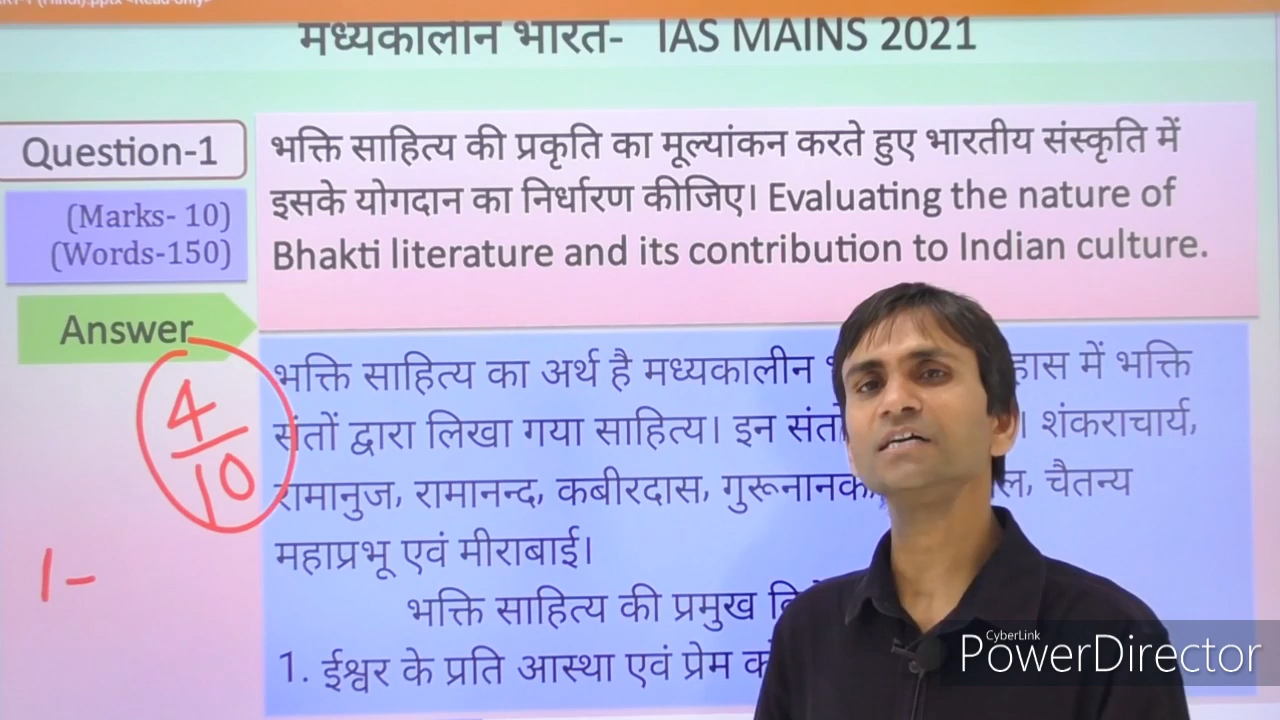 मध्यकालीन भारत- IAS MAINS 2021
Question-1
(Marks- 10)
(Words-150)
भक्ति साहित्य की प्रकृति का मूल्यांकन करते हुए भारतीय संस्कृति में
इसके योगदान का निर्धारण कीजिए। Evaluating the nature of
Bhakti literature and its contribution to Indian culture.
Answer
4/10
1-
भक्ति साहित्य का अर्थ है मध्यकालीन में भक्ति
संतों द्वारा लिखा गया साहित्य। इन शंकराचार्य,
रामानुज, रामानन्द, कबीरदास, गुरूनानक, चैतन्य
महाप्रभू एवं मीराबाई।
भक्ति साहित्य की प्रमुख
1. ईश्वर के प्रति आस्था एवं प्रेम
CyberLink
PowerDirector